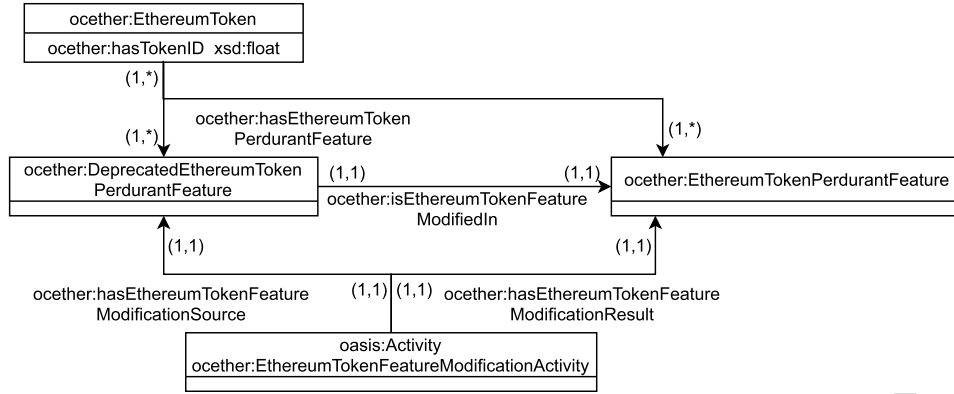 ocether:EthereumToken
ocether:hasTokenID xsd:float
(1,*)
ocether:hasEthereumToken
PerdurantFeature
(1,*)
(1,*)
ocether:DeprecatedEthereumToken
PerdurantFeature
(1,1)
(1,1)
ocether:isEthereumTokenFeature
ModifiedIn
ocether:EthereumTokenPerdurantFeature
(1,1)
(1,1)
ocether:hasEthereumTokenFeature
ModificationSource
(1,1)
(1,1)
ocether:hasEthereumTokenFeature
ModificationResult
oasis:Activity
ocether:EthereumTokenFeatureModificationActivity